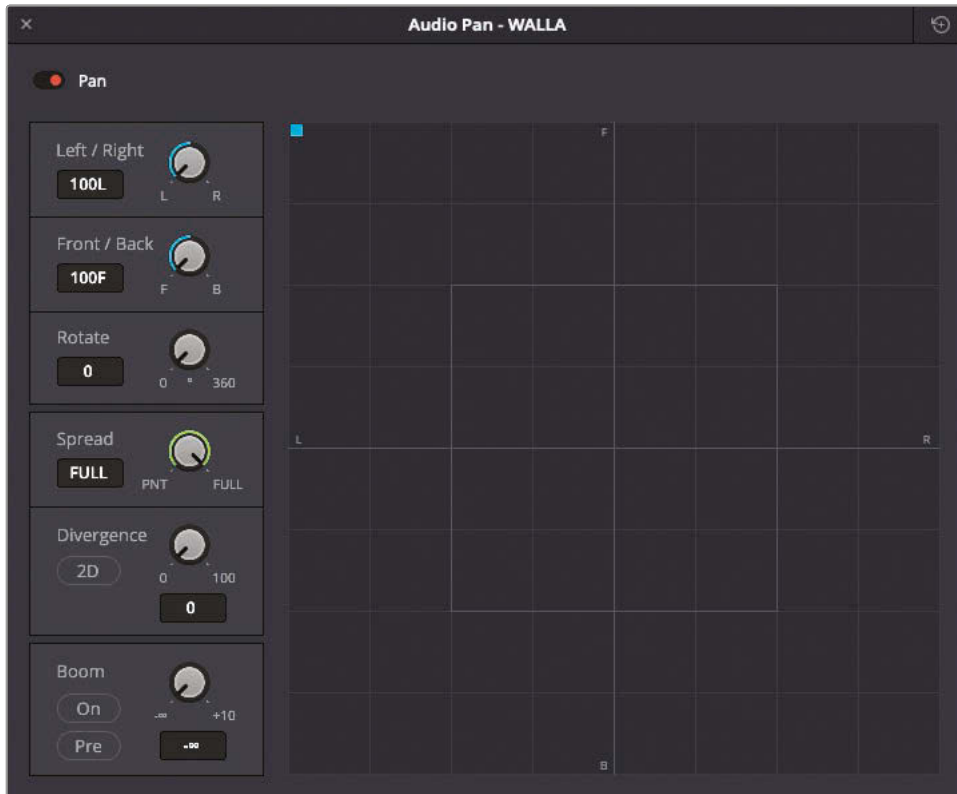 Audio Pan - WALLA
Pan
Left / Right
100L
L R
Front / Back
100F
F B
Rotate
0
0 ° 360
Spread
FULL
PNT FULL
Divergence
2D
0 100
0
Boom
On
-∞ +10
Pre
-∞
F
L
R
B